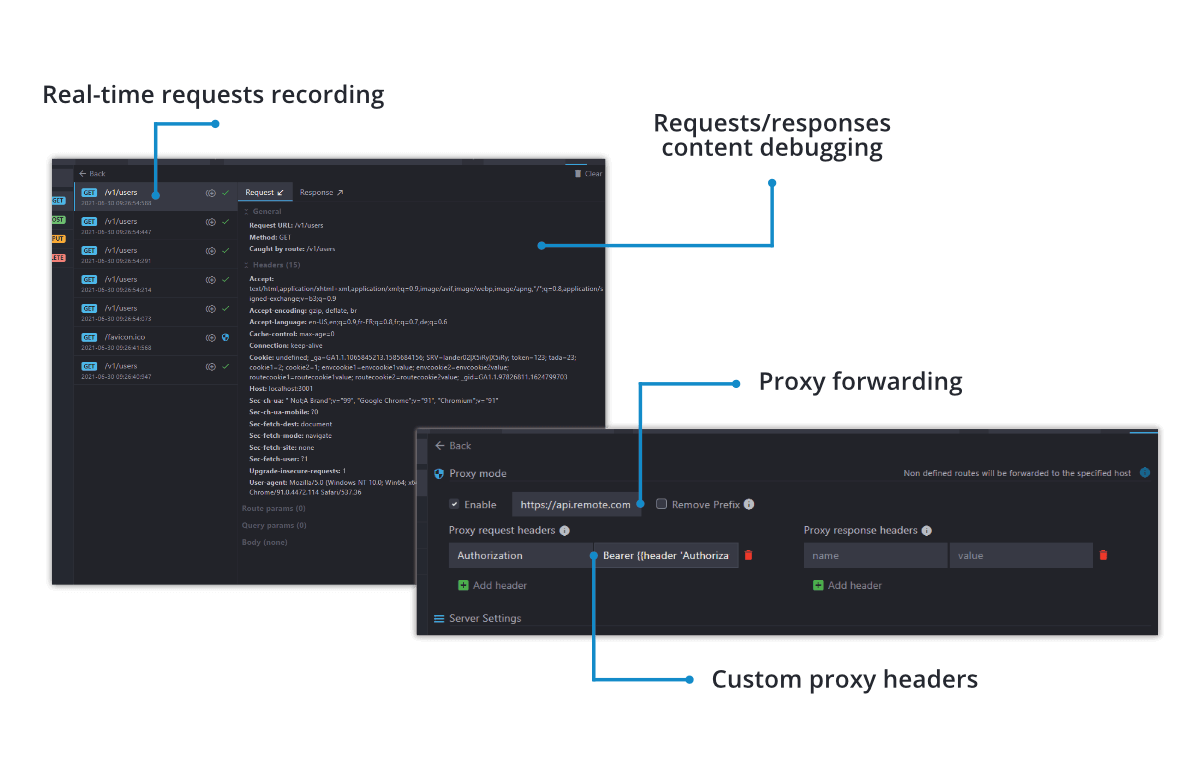 Real-time requests recording
Requests/responses
content debugging
Back
Clear
GET
OST
PUT
LETE
GET /v1/users
2021-06-30 09:26:54:588
GET /v1/users
2021-06-30 09:26:54:447
GET /v1/users
2021-06-30 09:26:54:291
GET /v1/users
2021-06-30 09:26:54:214
GET /v1/users
2021-06-30 09:26:54:073
GET /favicon.ico
2021-06-30 09:26:41:568
GET /v1/users
2021-06-30 09:26:40:547
Request
Response
General
Request URL: /v1/users
Method: GET
Caught by route: /v1/users
Headers (15)
Accept:
text/html,application/xhtml+xml,application/xml;q=0.9,image/avif,image/webp,image/apng,*/*;q=0.8,application/s
igned-exchange;v=b3;q=0.9
Accept-encoding: gzip, deflate, br
Accept-language: en-US,en;q=0.9,fr-FR;q=0.8,fr;q=0.7,de;q=0.6
Cache-control: max-age=0
Connection: keep-alive
Cookie: undefined; _ga=GA1.1.1065845213.1585684156; SRV=lander02|X5iRy|X5iRy; token=123; tada=23;
cookie1=2; cookie2=1; envcookie1=envcookie1value; envcookie2=envcookie2value;
routecookie1=routecookie1value; routecookie2=routecookie2value; _gid=GA1.1.97826811.1624799703
Host: localhost:3001
Sec-ch-ua: " Not;A Brand";v="99", "Google Chrome";v="91", "Chromium";v="91"
Sec-ch-ua-mobile: ?0
Sec-fetch-dest: document
Sec-fetch-mode: navigate
Sec-fetch-site: none
Sec-fetch-user: ?1
Upgrade-insecure-requests: 1
User-agent: Mozilla/5.0 (Windows NT 10.0; Win64; x6
Chrome/91.0.4472.114 Safari/537.36
Route params (0)
Query params (0)
Body (none)
Proxy forwarding
Back
Proxy mode
Non defined routes will be forwarded to the specified host
Enable
https://api.remote.com
Remove Prefix
Proxy request headers
Proxy response headers
Authorization
Bearer {{header 'Authoriza
name
value
Add header
Add header
Server Settings
Custom proxy headers